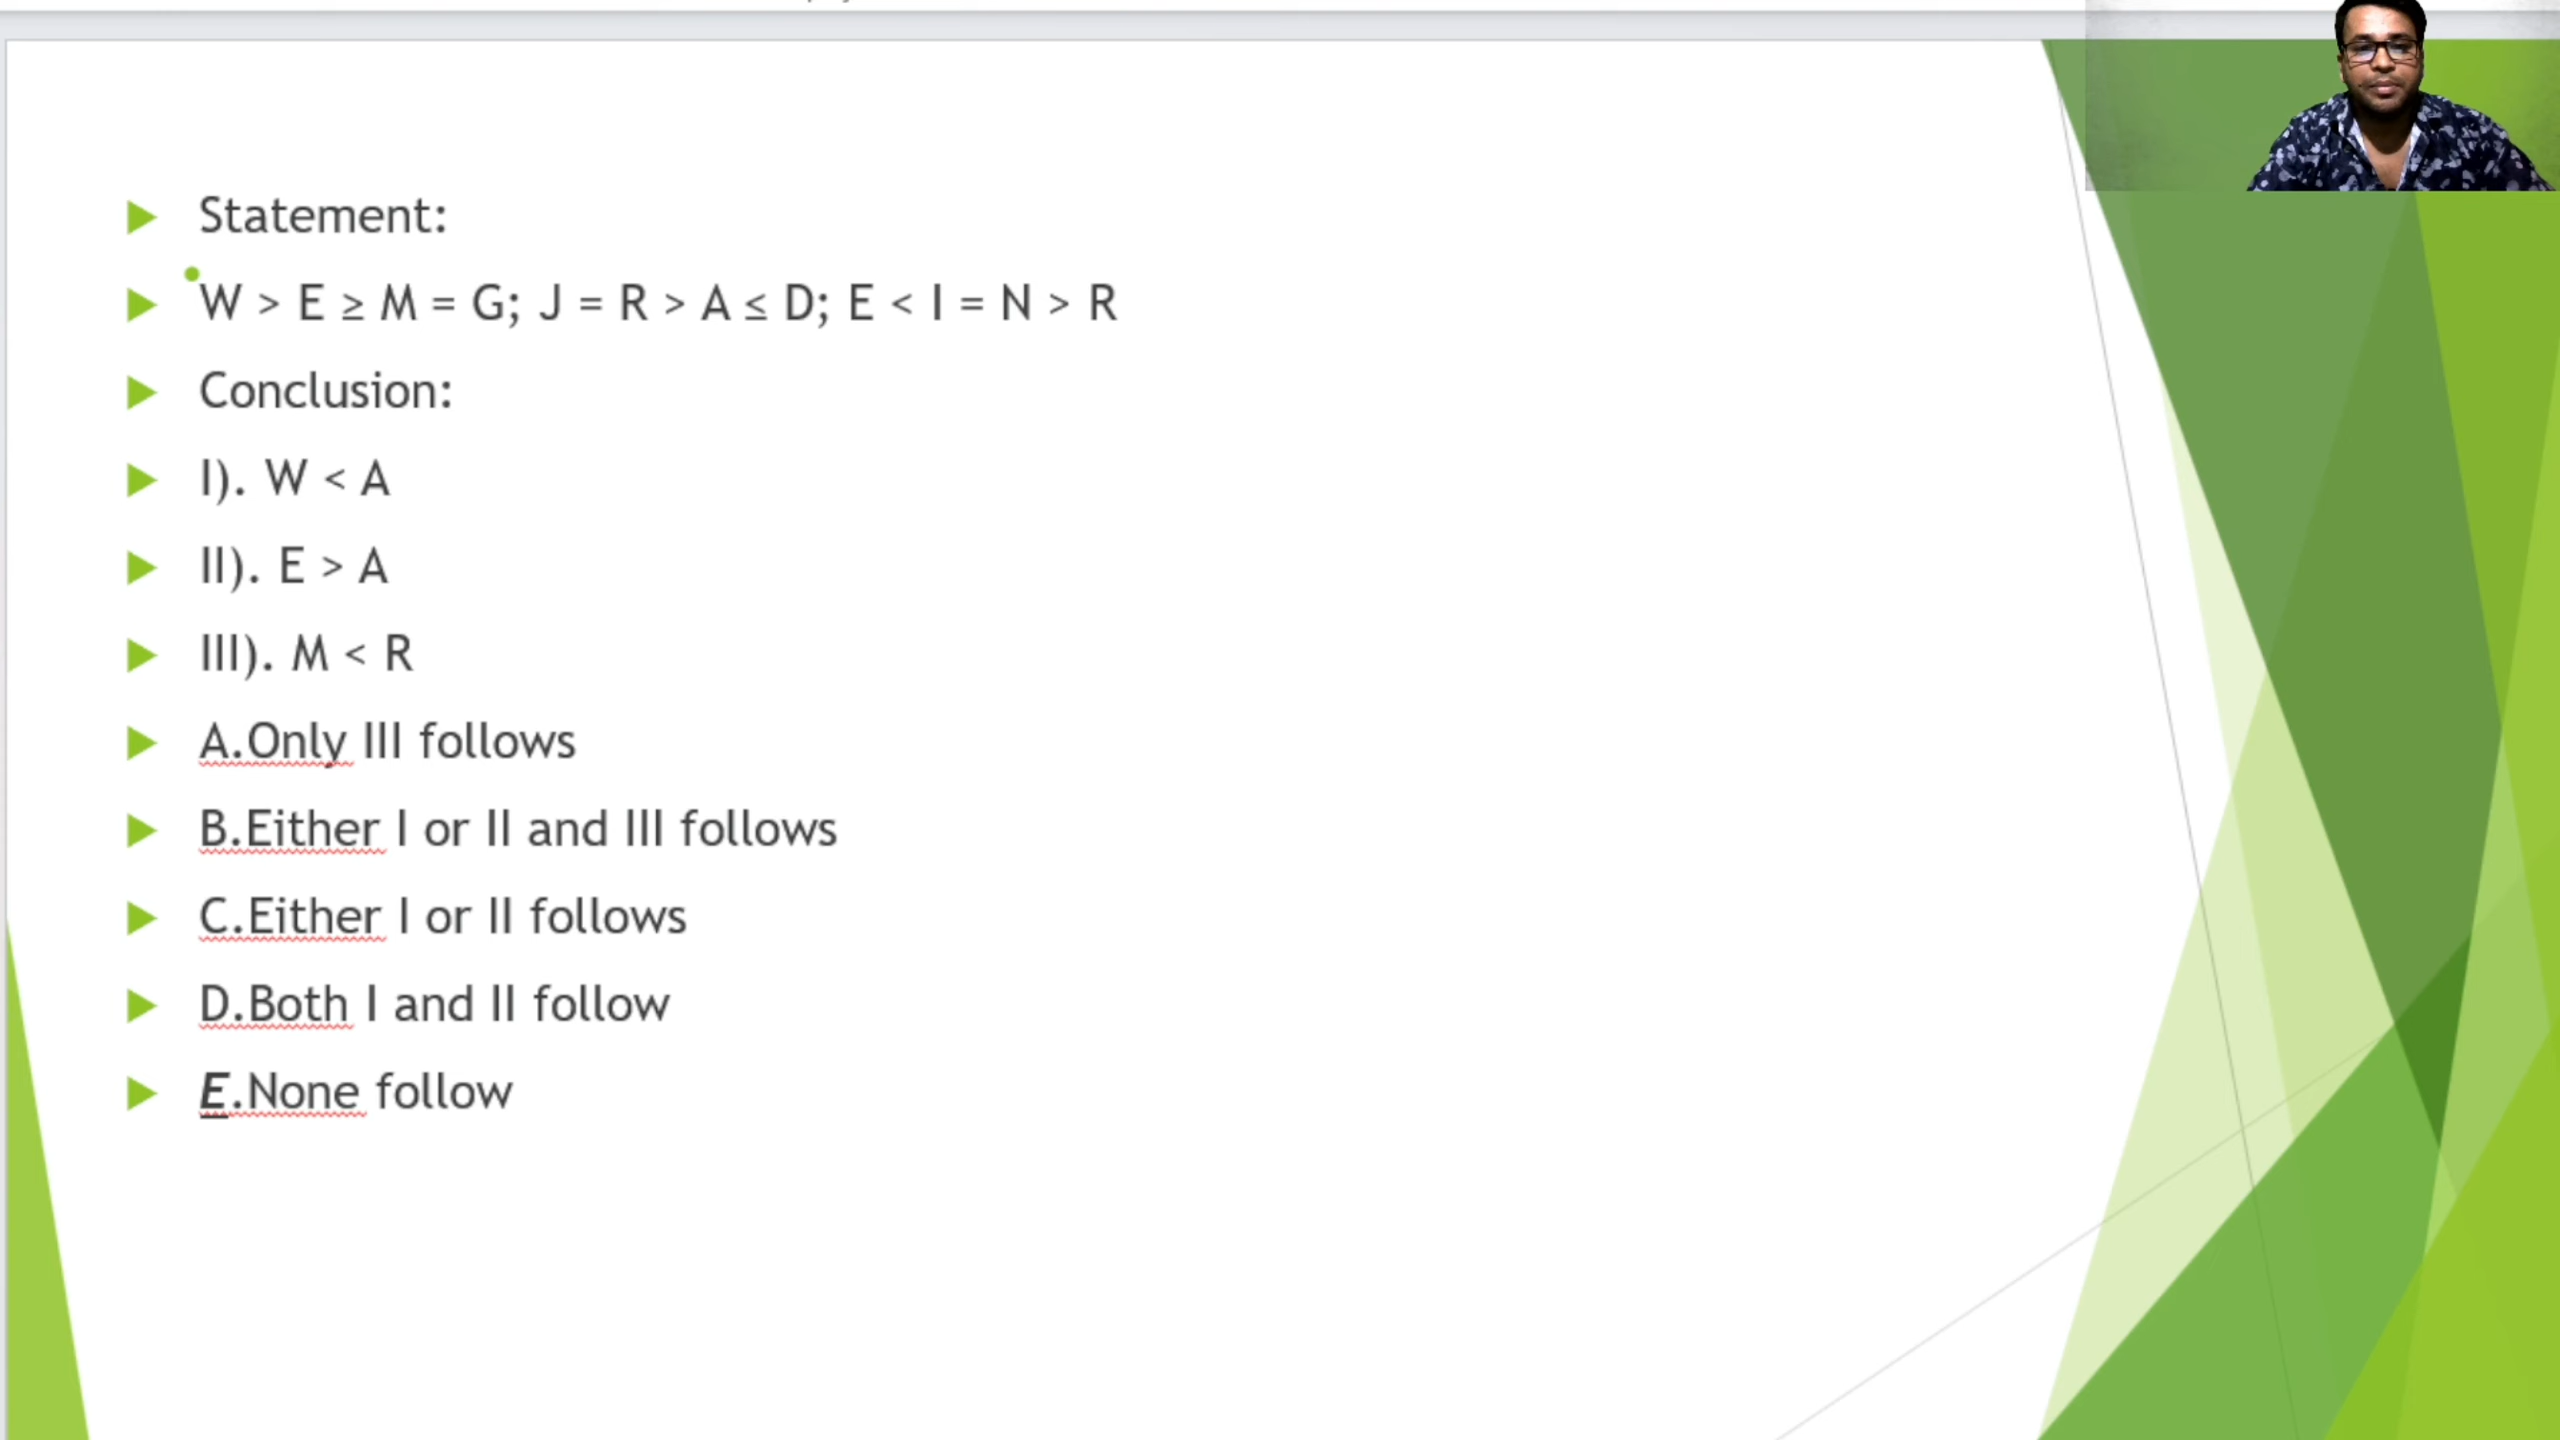 Statement:
W > E ≥ M = G; J = R > A ≤ D; E < I = N > R
Conclusion:
I). W < A
II). E > A
III). M < R
A.Only III follows
B.Either I or II and III follows
C.Either I or II follows
D.Both I and II follow
E.None follow